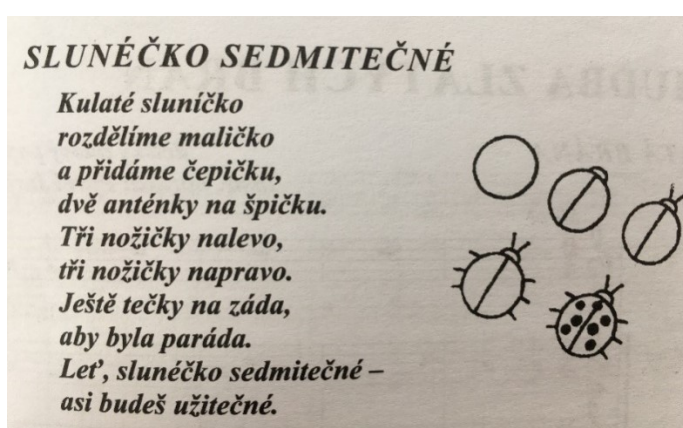 SLUNÉČKO SEDMITEČNÉ
Kulaté sluníčko
rozdělíme maličko
a přidáme čepičku,
dvě anténky na špičku.
Tři nožičky nalevo,
tři nožičky napravo.
Ještě tečky na záda,
aby byla paráda.
Leť, slunéčko sedmitečné –
asi budeš užitečné.